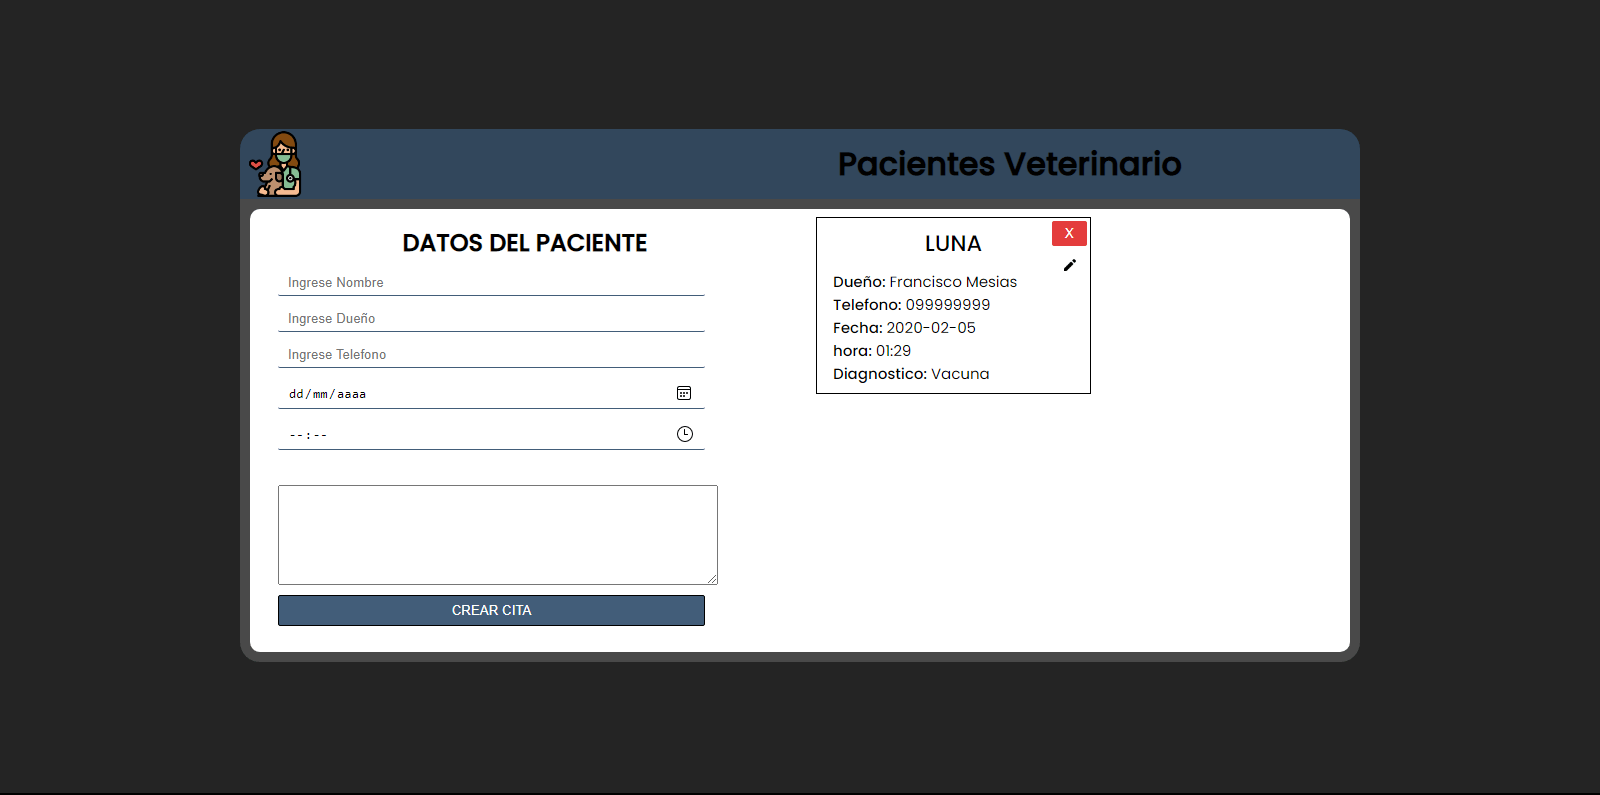 Pacientes Veterinario
DATOS DEL PACIENTE
Ingrese Nombre
Ingrese Dueño
Ingrese Telefono
dd/mm/aaaa
--:--
CREAR CITA
X
LUNA
Dueño: Francisco Mesias
Telefono: 099999999
Fecha: 2020-02-05
hora: 01:29
Diagnostico: Vacuna